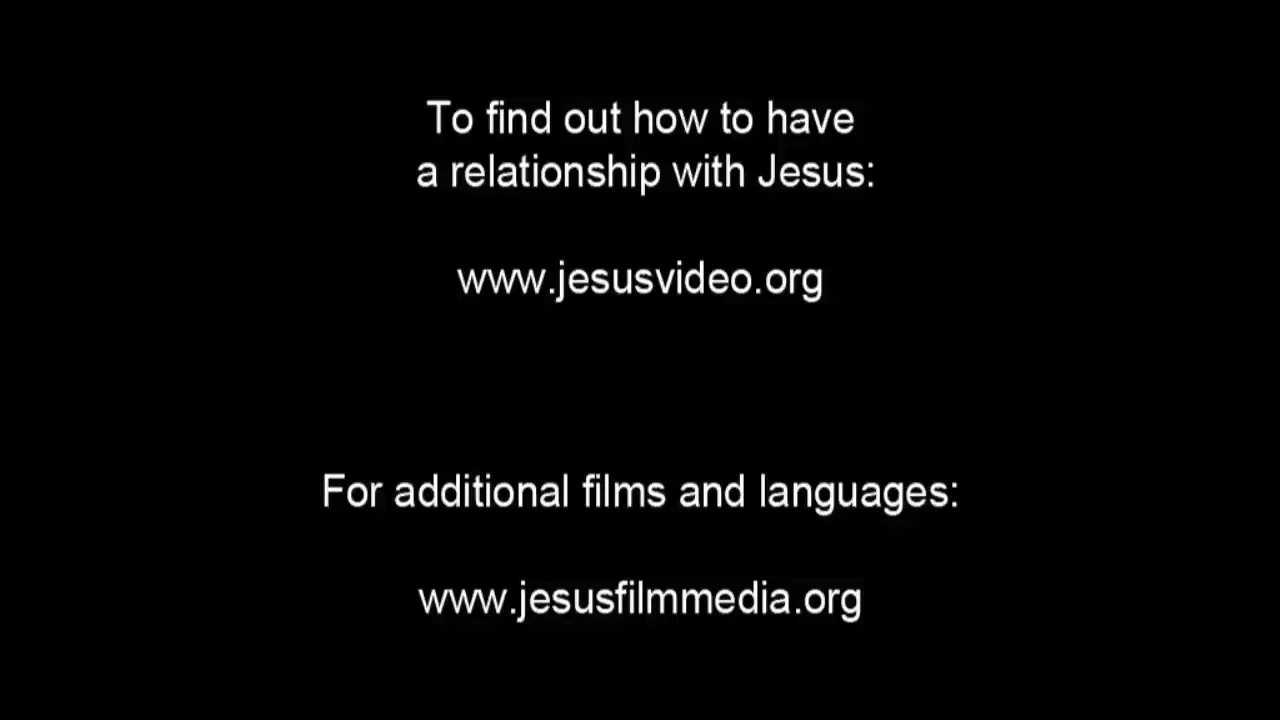 To find out how to have
a relationship with Jesus:
www.jesusvideo.org
For additional films and languages:
www.jesusfilmmedia.org